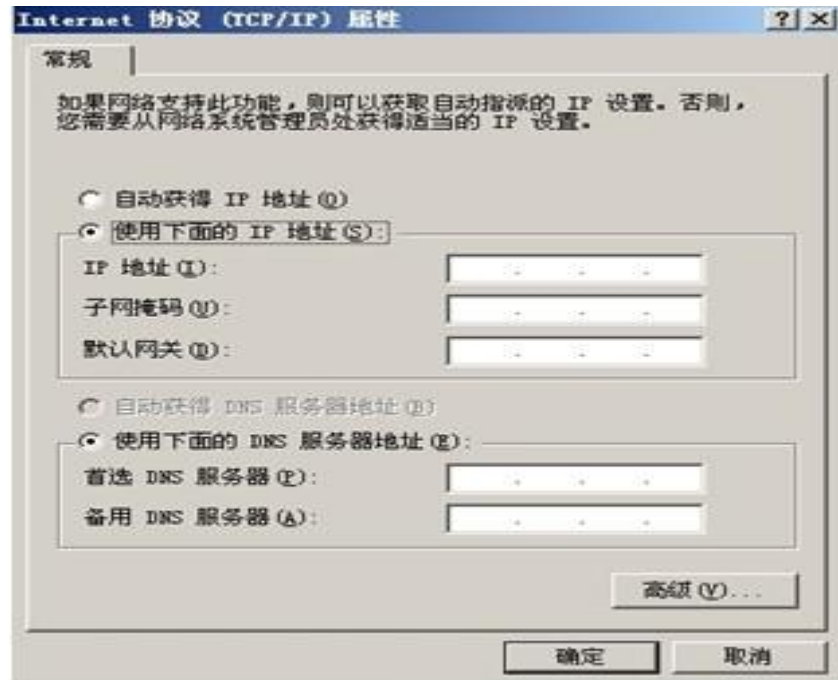 Internet 协议 (TCP/IP) 属性
常规
如果网络支持此功能，则可以获取自动指派的 IP 设置。否则，
您需要从网络系统管理员处获得适当的 IP 设置。
自动获得 IP 地址(O)
使用下面的 IP 地址(S):
IP 地址(I):
子网掩码(U):
默认网关(D):
自动获得 DNS 服务器地址(B)
使用下面的 DNS 服务器地址(E):
首选 DNS 服务器(P):
备用 DNS 服务器(A):
高级(V)...
确定 取消